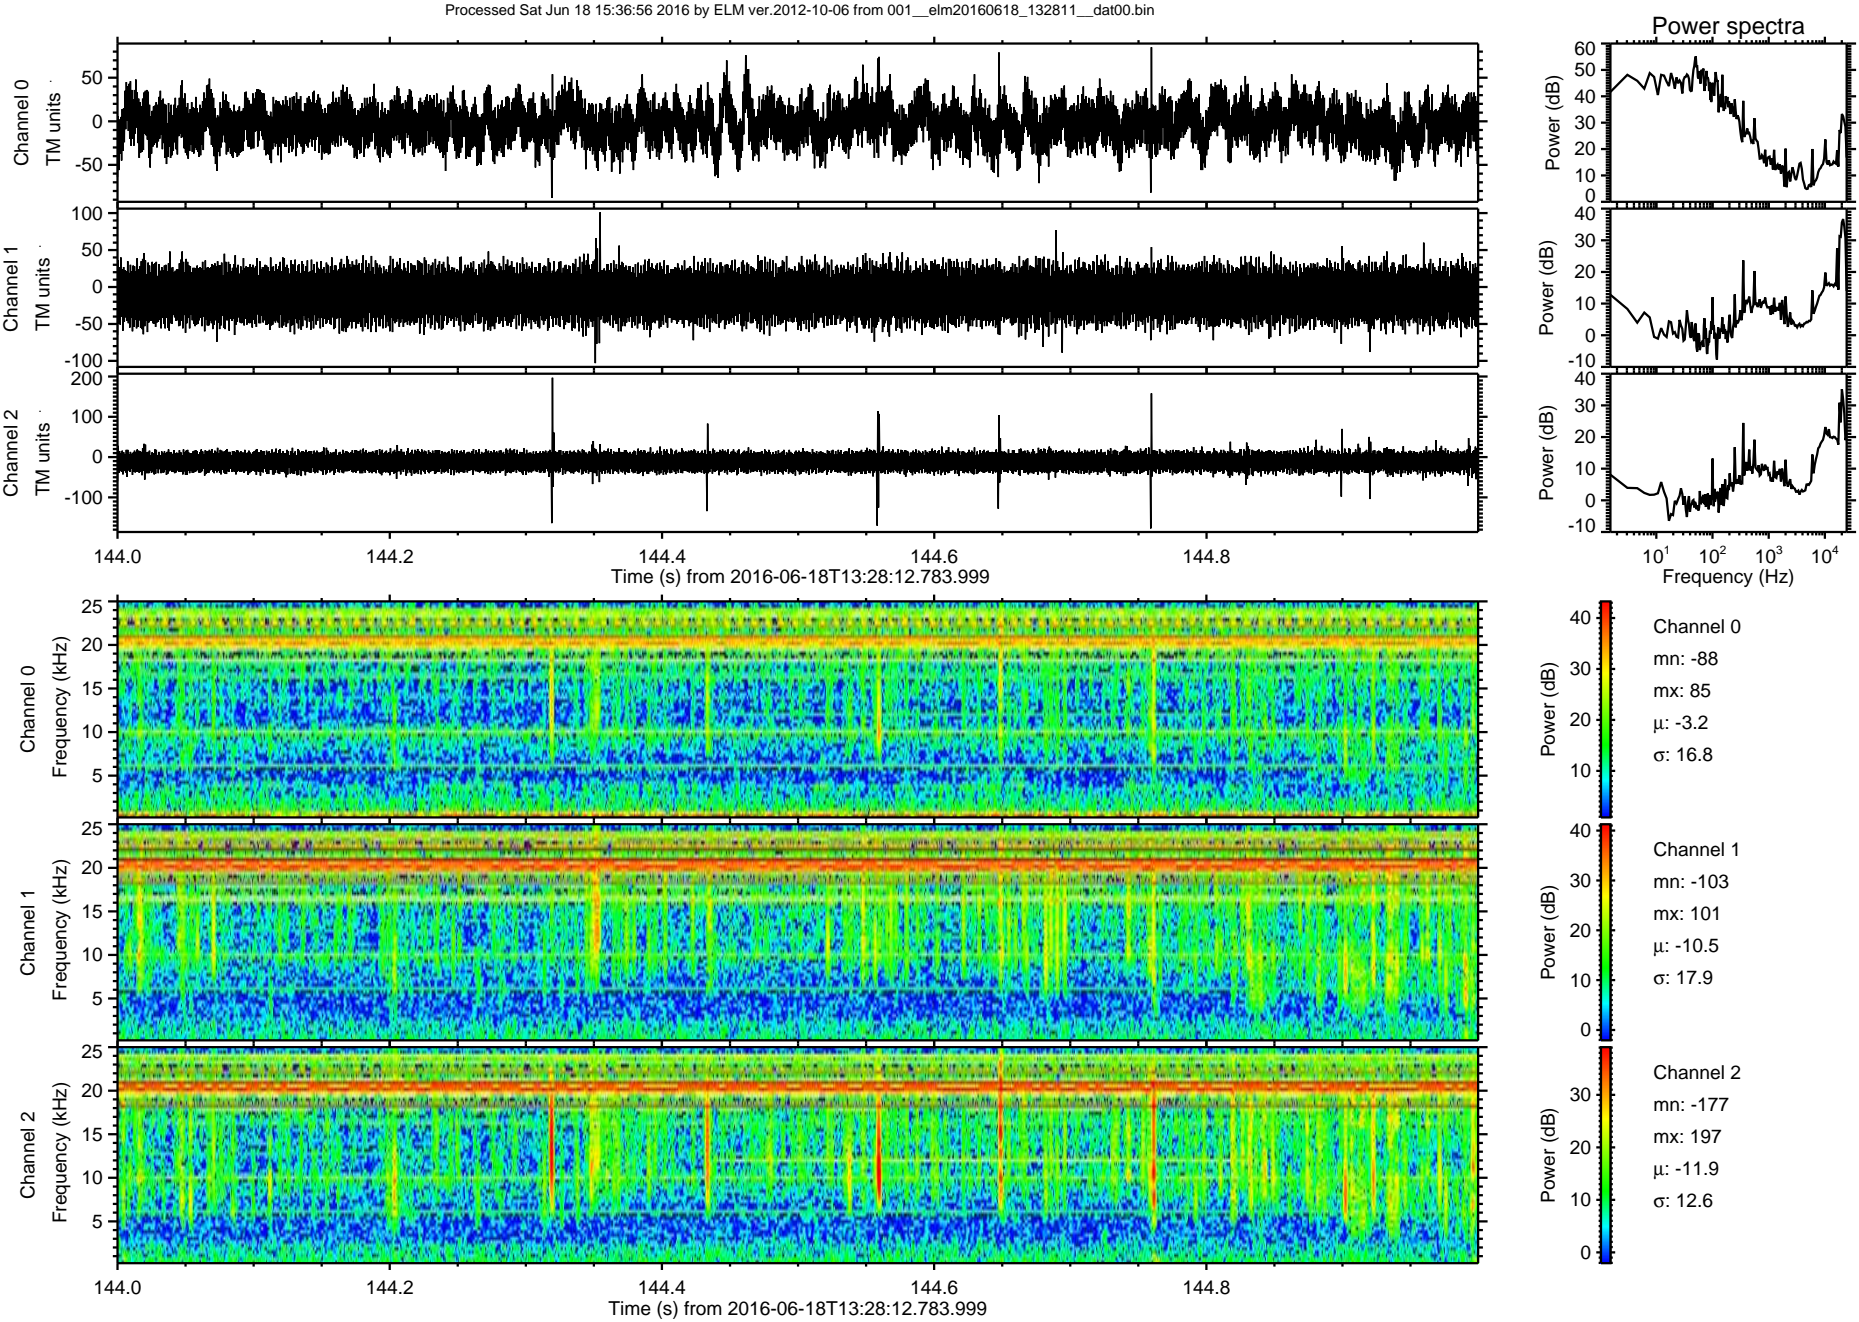 Processed Sat Jun 18 15:36:56 2016 by ELM ver.2012-10-06 from 001__elm20160618_132811__dat00.bin
Power spectra
Channel 0
TM units
50
0
-50
Power (dB)
60
50
40
30
20
10
0
Channel 1
TM units
100
50
0
-50
-100
Power (dB)
40
30
20
10
0
-10
Channel 2
TM units
200
100
0
-100
Power (dB)
40
30
20
10
0
-10
144.0 144.2 144.4 144.6 144.8
Time (s) from 2016-06-18T13:28:12.783.999
10^1 10^2 10^3 10^4
Frequency (Hz)
Channel 0
Frequency (kHz)
25
20
15
10
5
Power (dB)
40
30
20
10
Channel 0
mn: -88
mx: 85
μ: -3.2
σ: 16.8
Channel 1
Frequency (kHz)
25
20
15
10
5
Power (dB)
40
30
20
10
0
Channel 1
mn: -103
mx: 101
μ: -10.5
σ: 17.9
Channel 2
Frequency (kHz)
25
20
15
10
5
Power (dB)
30
20
10
0
Channel 2
mn: -177
mx: 197
μ: -11.9
σ: 12.6
144.0 144.2 144.4 144.6 144.8
Time (s) from 2016-06-18T13:28:12.783.999